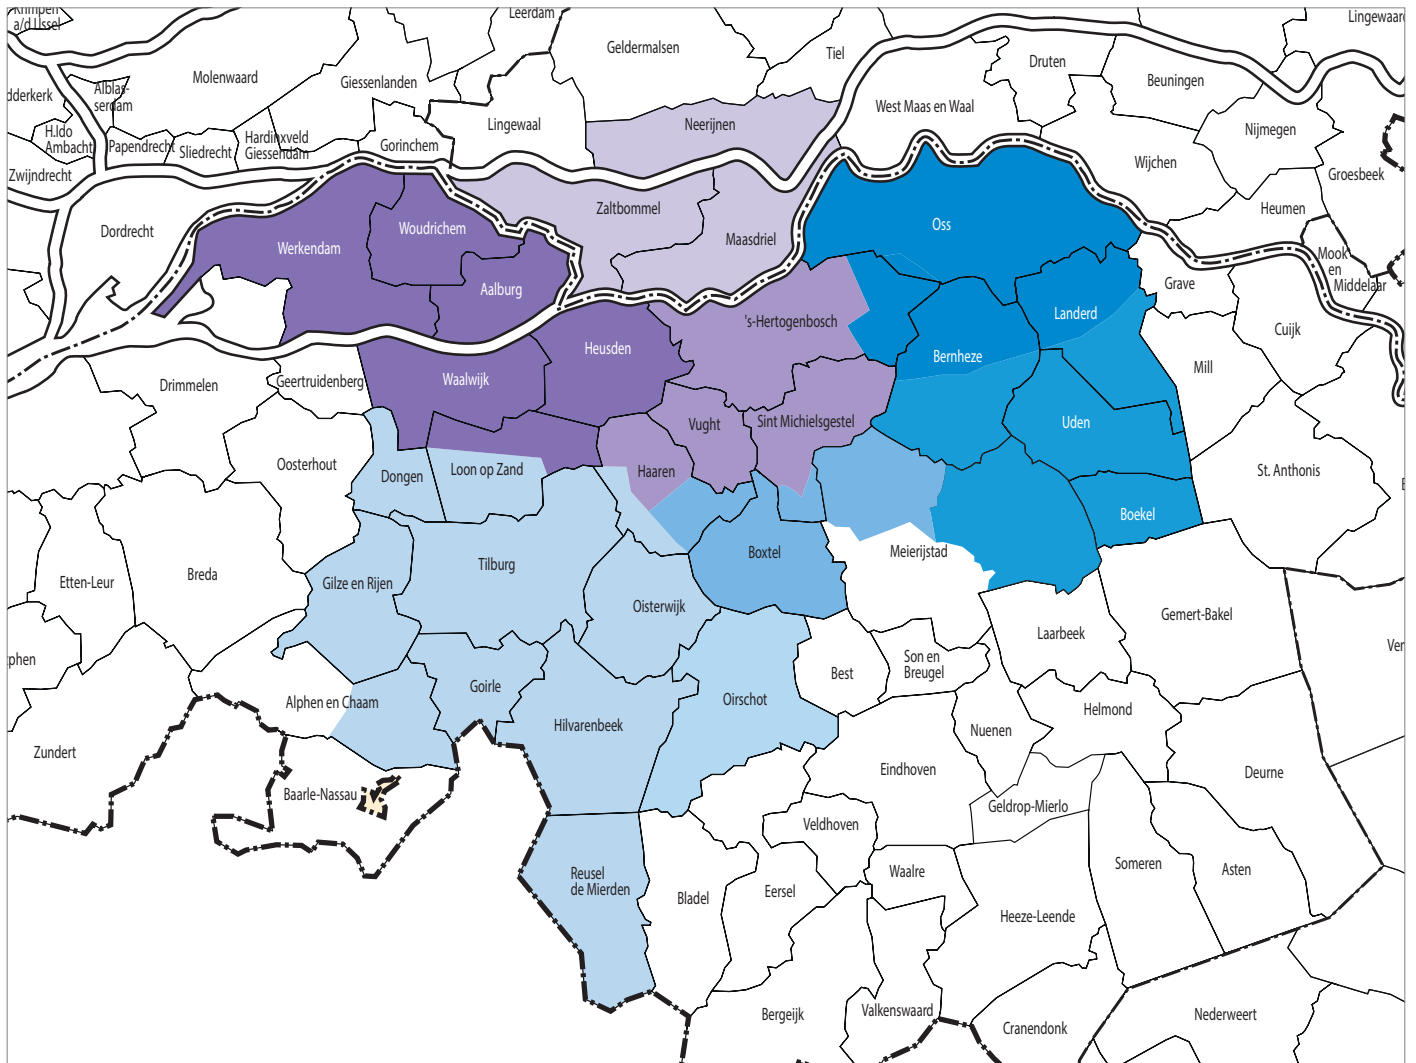 Krimpen
a/d IJssel
Leerdam
Geldermalsen
Tiel
Lingewaard
Molenwaard
Giessenlanden
Druten
Beuningen
dderkerk
Alblas-
serdam
West Maas en Waal
Lingewaal
Neerijnen
Nijmegen
H.Ido
Ambacht
Papendrecht
Sliedrecht
Hardinxveld
Giessendam
Gorinchem
Wijchen
Zwijndrecht
Groesbeek
Dordrecht
Zaltbommel
Heumen
Woudrichem
Oss
Werkendam
Maasdriel
Mook
en
Middelaar
Aalburg
Grave
's-Hertogenbosch
Landerd
Cuijk
Heusden
Bernheze
Drimmelen
Geertruidenberg
Waalwijk
Mill
Vught
Sint Michielsgestel
Uden
Oosterhout
Dongen
Loon op Zand
Haaren
St. Anthonis
Boekel
Boxtel
Meierijstad
Etten-Leur
Breda
Gilze en Rijen
Tilburg
Oisterwijk
Gemert-Bakel
Laarbeek
phen
Ver
Son en
Breugel
Best
Alphen en Chaam
Goirle
Oirschot
Hilvarenbeek
Helmond
Nuenen
Zundert
Eindhoven
Deurne
Baarle-Nassau
Geldrop-Mierlo
Veldhoven
Reusel
de Mierden
Waalre
Someren
Asten
Bladel
Eersel
Heeze-Leende
Bergeijk
Valkenswaard
Nederweert
Cranendonk